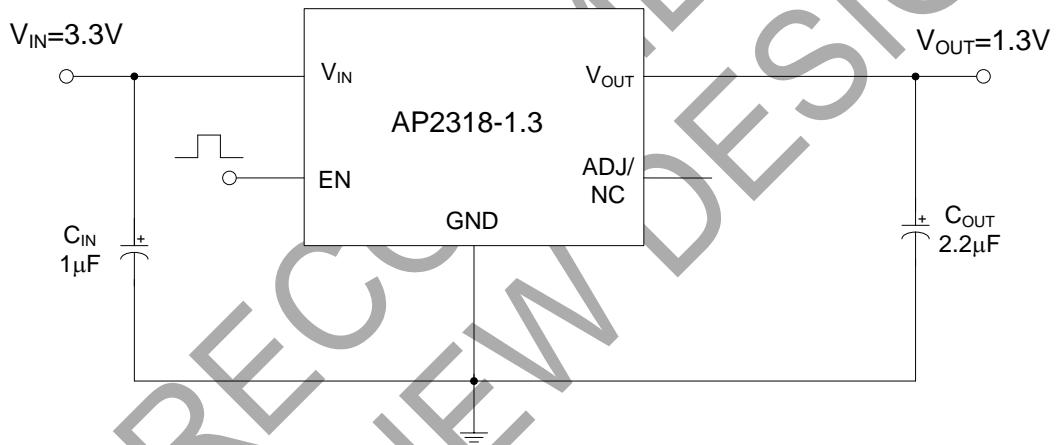 V_IN=3.3V
V_OUT=1.3V
V_IN
V_OUT
AP2318-1.3
EN
ADJ/
NC
GND
C_IN
1μF
+
C_OUT
2.2μF
+